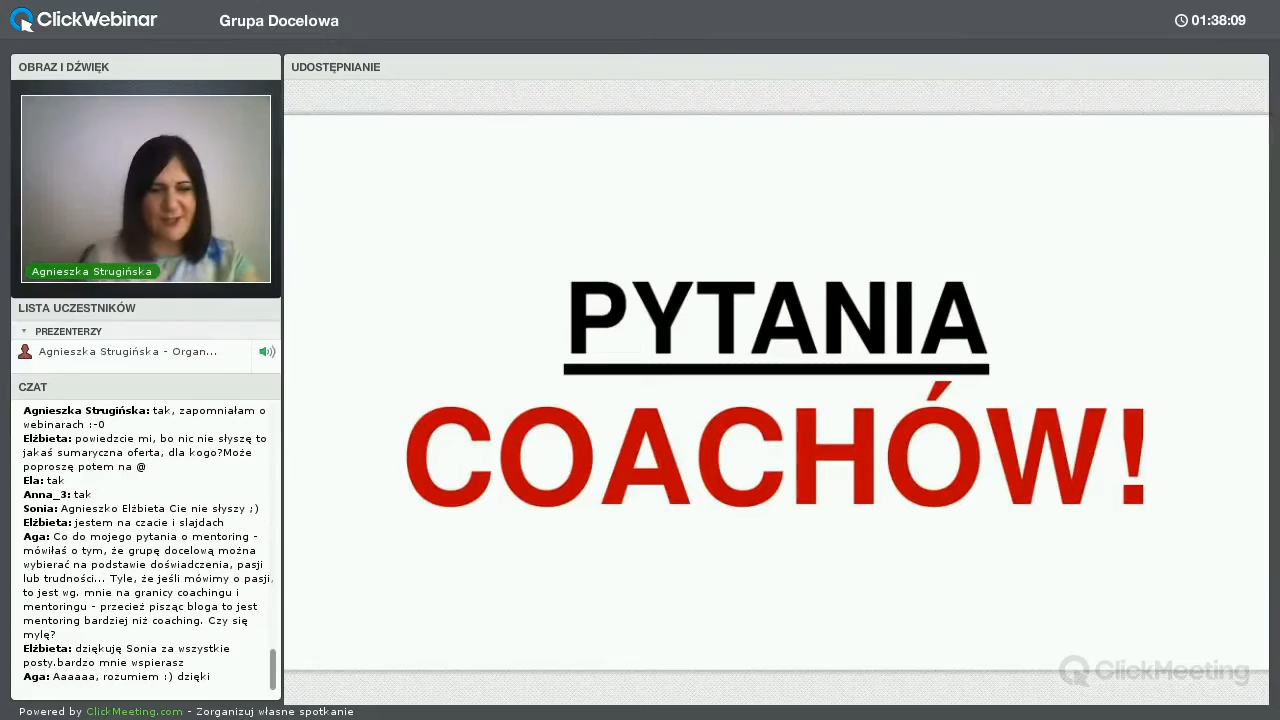 ClickWebinar
Grupa Docelowa
01:38:09
OBRAZ I DŹWIĘK
Agnieszka Strugińska
LISTA UCZESTNIKÓW
PREZENTERZY
Agnieszka Strugińska - Organ...
CZAT
Agnieszka Strugińska: tak, zapomniałam o
webinarach :-0
Elżbieta: powiedzcie mi, bo nic nie słyszę to
jakaś sumaryczna oferta, dla kogo?Może
poproszę potem na @
Ela: tak
Anna_3: tak
Sonia: Agnieszko Elżbieta Cie nie słyszy ;)
Elżbieta: jestem na czacie i slajdach
Aga: Co do mojego pytania o mentoring -
mówiłaś o tym, że grupę docelową można
wybierać na podstawie doświadczenia, pasji
lub trudności... Tyle, że jeśli mówimy o pasji,
to jest wg. mnie na granicy coachingu i
mentoringu - przecież pisząc bloga to jest
mentoring bardziej niż coaching. Czy się
mylę?
Elżbieta: dziękuję Sonia za wszystkie
posty.bardzo mnie wspierasz
Aga: Aaaaaa, rozumiem :) dzięki
UDOSTĘPNIANIE
PYTANIA
COACHÓW!
ClickMeeting
Powered by ClickMeeting.com - Zorganizuj własne spotkanie